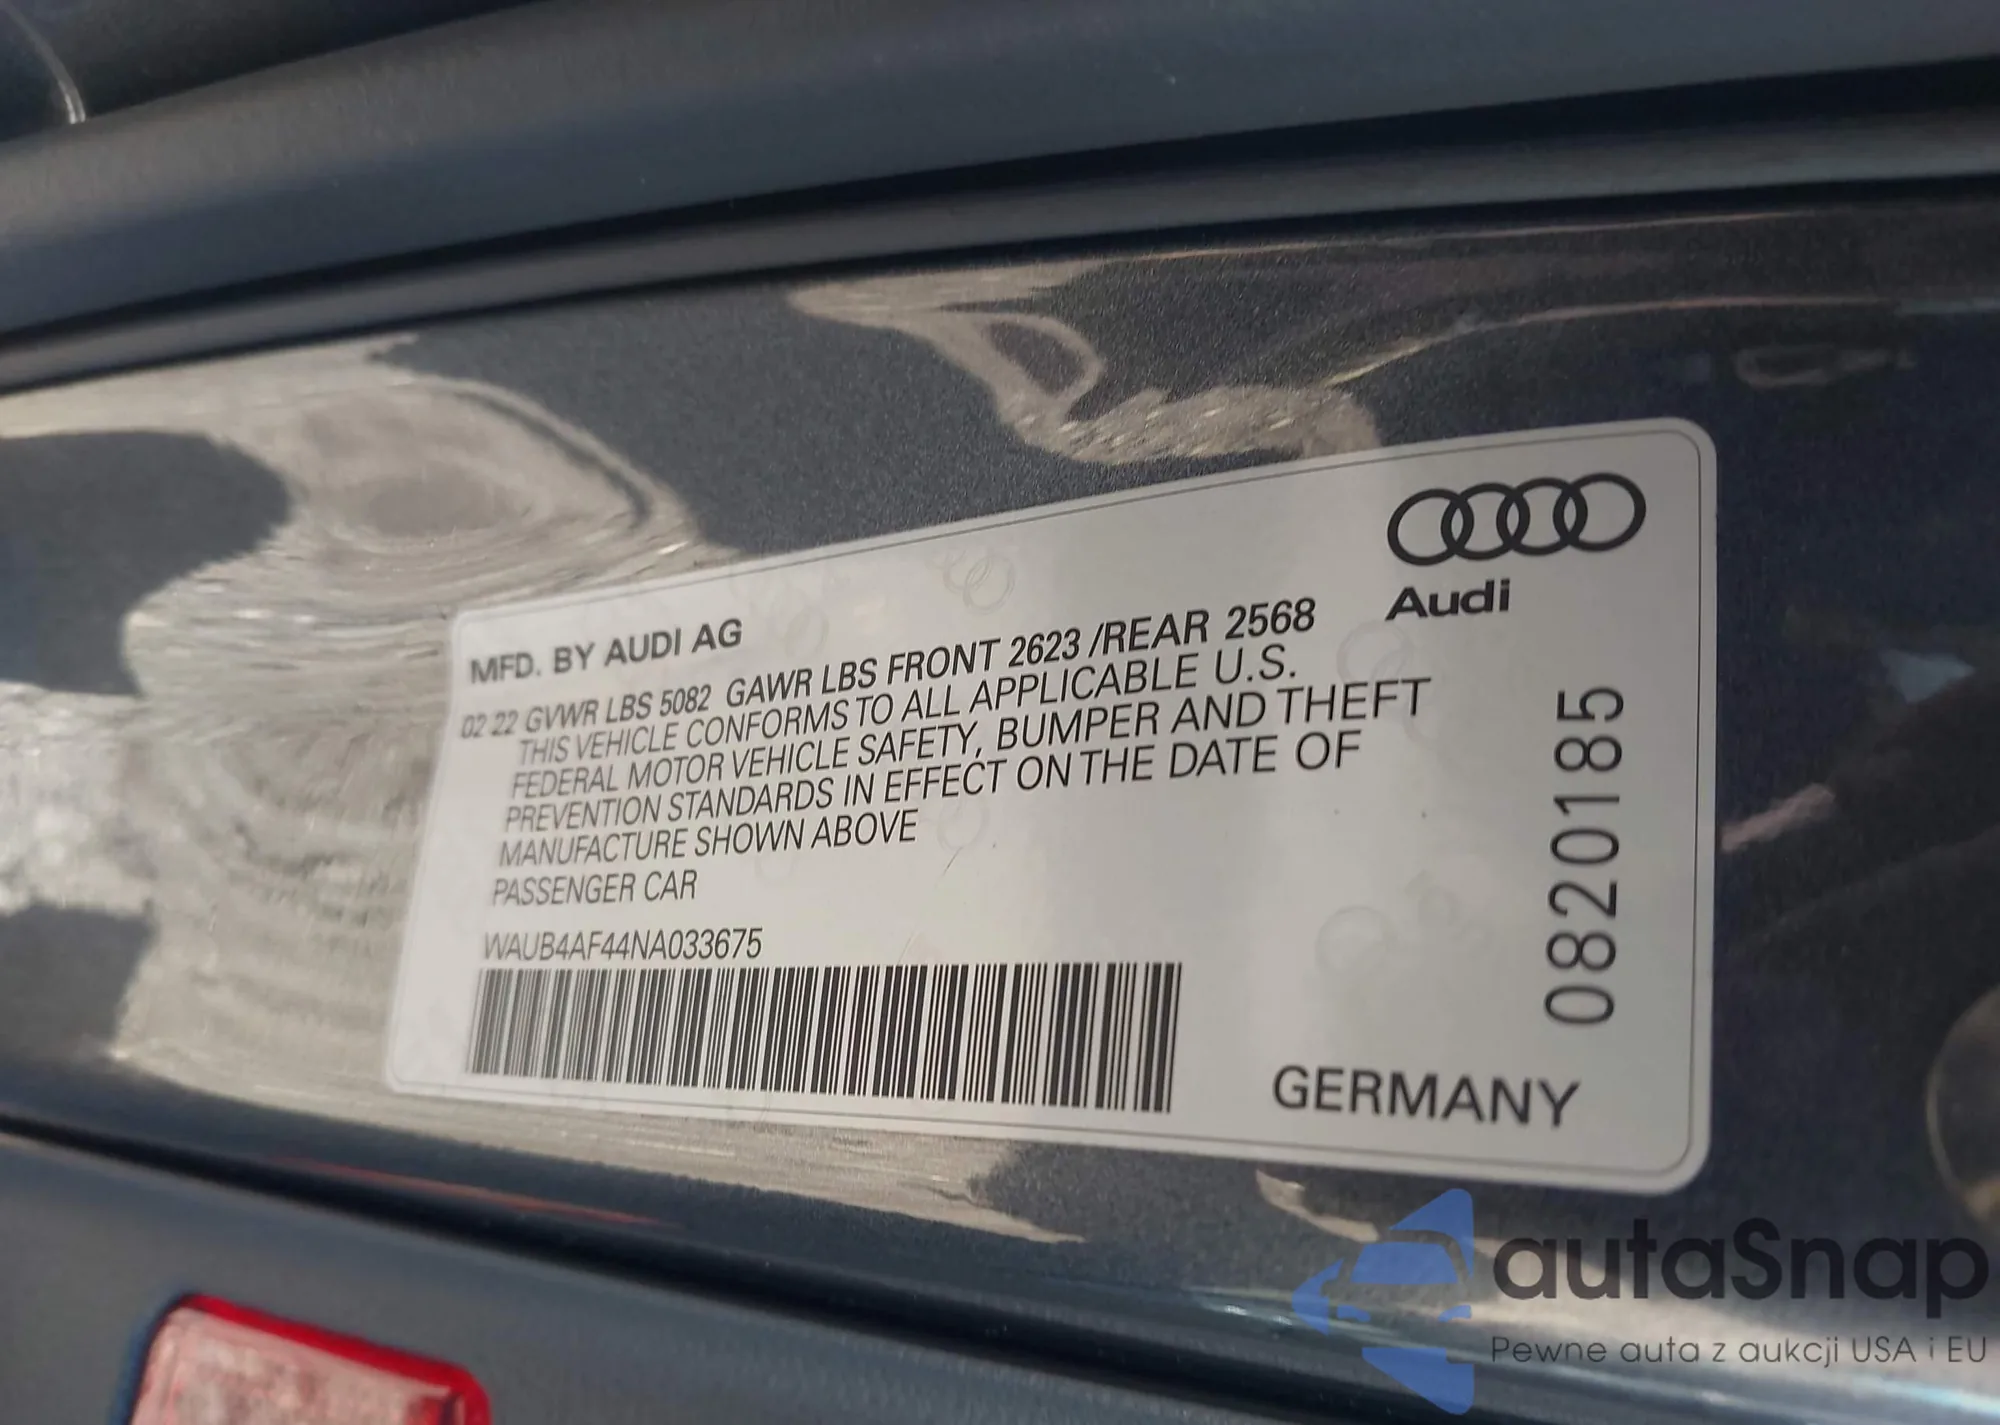 Audi
MFD. BY AUDI AG
02 22 GVWR LBS 5082 GAWR LBS FRONT 2623 /REAR 2568
THIS VEHICLE CONFORMS TO ALL APPLICABLE U.S.
FEDERAL MOTOR VEHICLE SAFETY, BUMPER AND THEFT
PREVENTION STANDARDS IN EFFECT ON THE DATE OF
MANUFACTURE SHOWN ABOVE
PASSENGER CAR
WAUB4AF44NA033675
GERMANY
0820185
autaSnap
Pewne auta z aukcji USA i EU